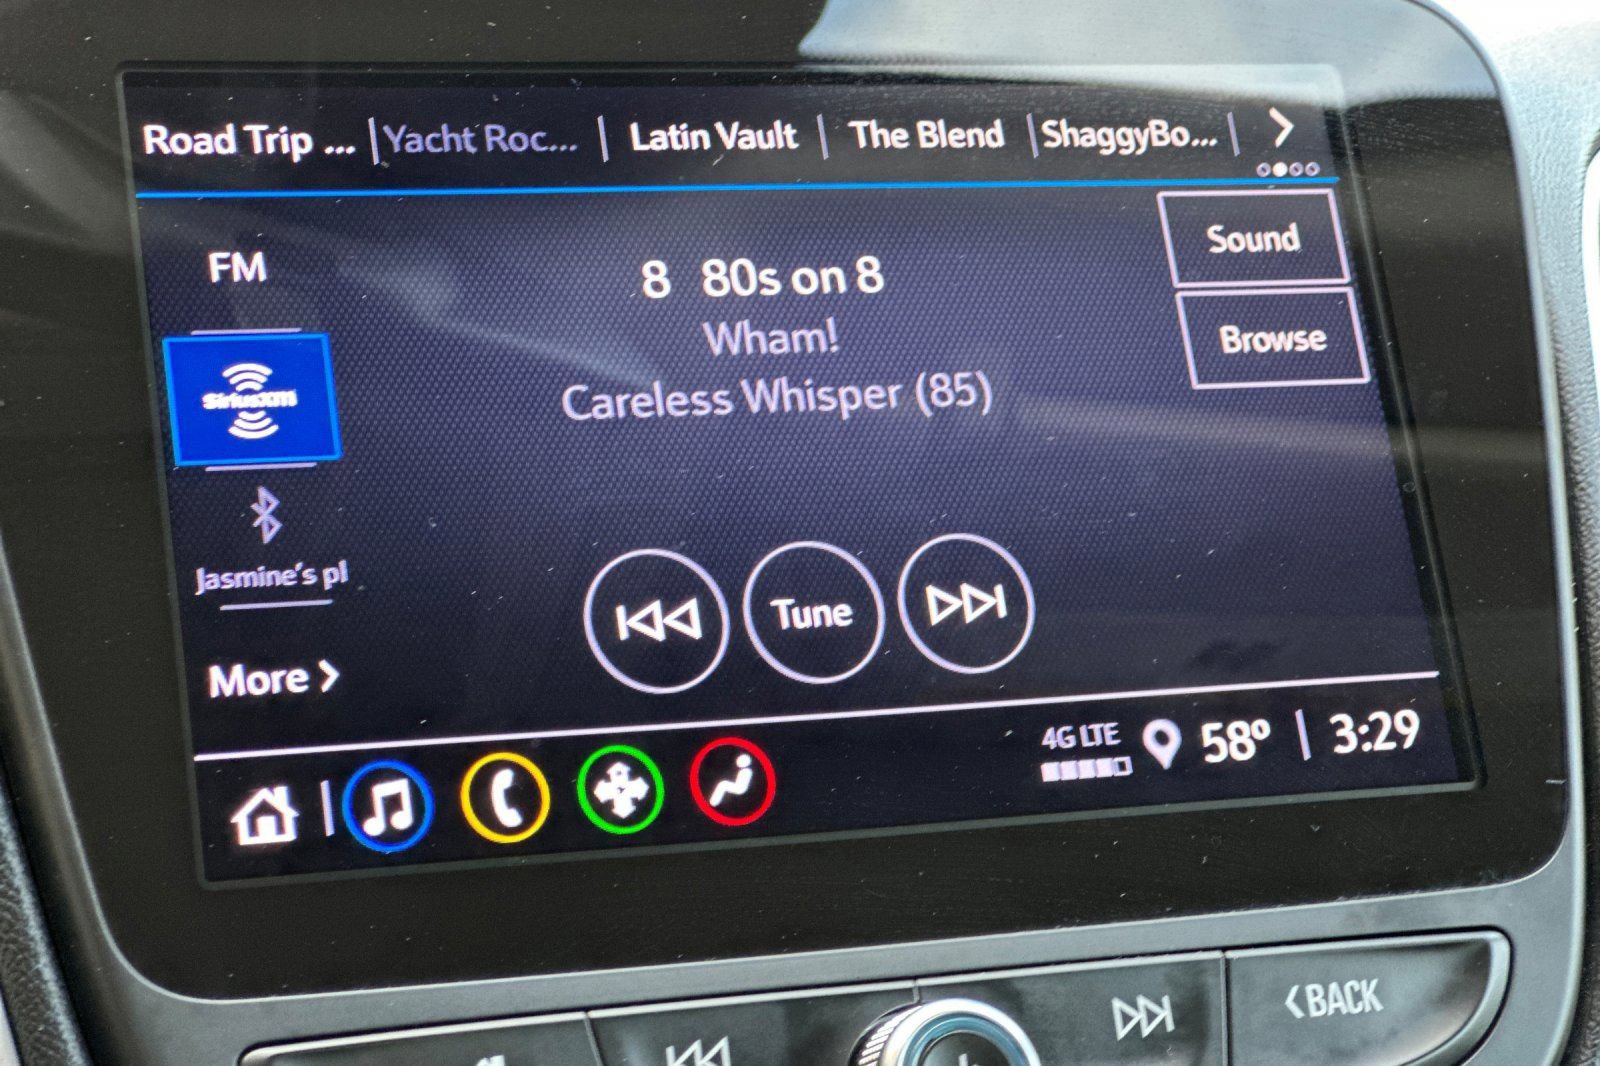 Road Trip ... | Yacht Roc... | Latin Vault | The Blend | ShaggyBo... |
FM
8 80s on 8
Sound
Wham!
Browse
Careless Whisper (85)
SiriusXM
Jasmine's pl
Tune
More
4G LTE
58° | 3:29
BACK